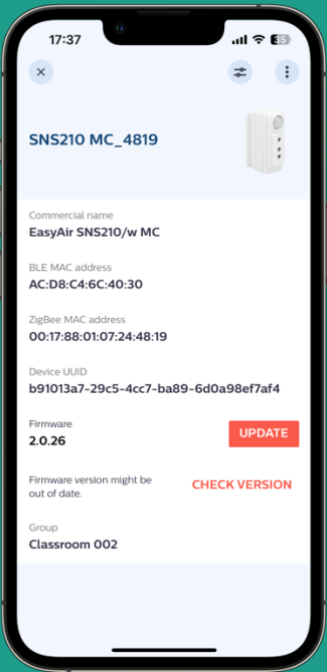 17:37
35
SNS210 MC_4819
Commercial name
EasyAir SNS210/w MC
BLE MAC address
AC:D8:C4:6C:40:30
ZigBee MAC address
00:17:88:01:07:24:48:19
Device UUID
b91013a7-29c5-4cc7-ba89-6d0a98ef7af4
Firmware
2.0.26
UPDATE
Firmware version might be
out of date.
CHECK VERSION
Group
Classroom 002